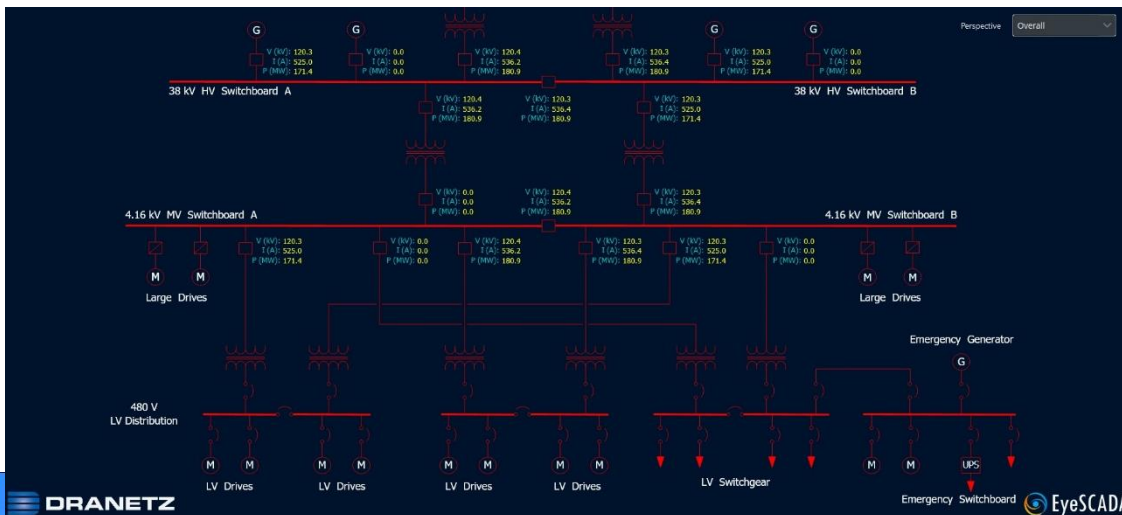 Perspective Overall
G G G G
V (kV): 120.3
I (A): 525.0
P (MW): 171.4
V (kV): 0.0
I (A): 0.0
P (MW): 0.0
V (kV): 120.4
I (A): 536.2
P (MW): 180.9
V (kV): 120.3
I (A): 536.4
P (MW): 180.9
V (kV): 120.3
I (A): 525.0
P (MW): 171.4
V (kV): 0.0
I (A): 0.0
P (MW): 0.0
38 kV HV Switchboard A
38 kV HV Switchboard B
V (kV): 120.4
I (A): 536.2
P (MW): 180.9
V (kV): 120.3
I (A): 536.4
P (MW): 180.9
V (kV): 120.3
I (A): 525.0
P (MW): 171.4
V (kV): 0.0
I (A): 0.0
P (MW): 0.0
V (kV): 120.4
I (A): 536.2
P (MW): 180.9
V (kV): 120.3
I (A): 536.4
P (MW): 180.9
4.16 kV MV Switchboard A
4.16 kV MV Switchboard B
V (kV): 120.3
I (A): 525.0
P (MW): 171.4
V (kV): 0.0
I (A): 0.0
P (MW): 0.0
V (kV): 120.4
I (A): 536.2
P (MW): 180.9
V (kV): 120.3
I (A): 536.4
P (MW): 180.9
V (kV): 120.3
I (A): 525.0
P (MW): 171.4
V (kV): 0.0
I (A): 0.0
P (MW): 0.0
M M M M
Large Drives
Large Drives
Emergency Generator
G
480 V
LV Distribution
M M M M M M M M M M UPS
LV Drives
LV Drives
LV Drives
LV Drives
LV Switchgear
Emergency Switchboard
DRANETZ
EyeSCADA